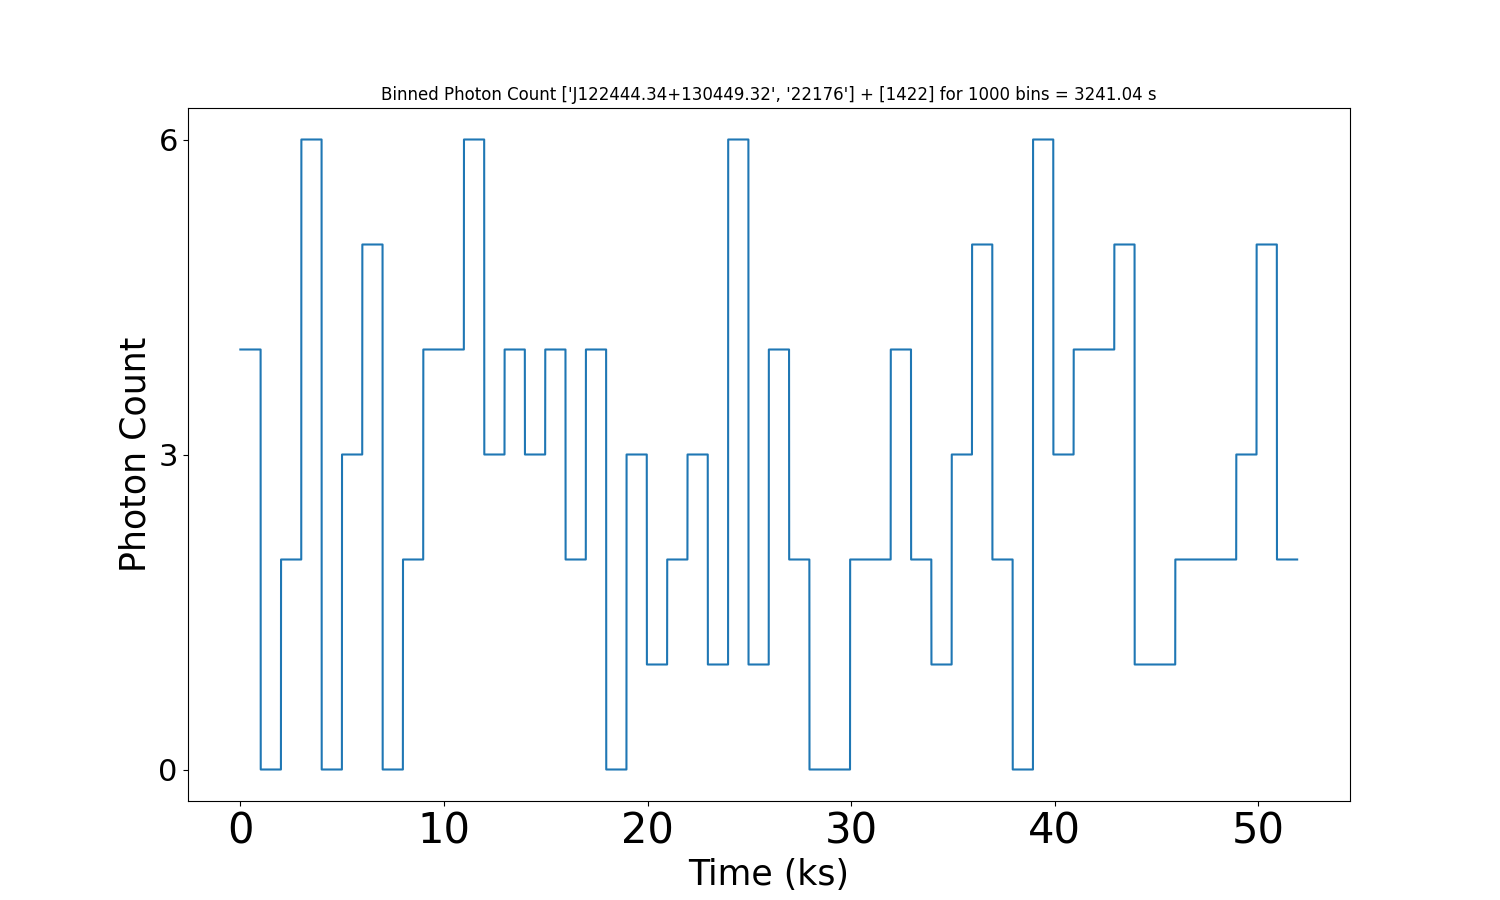 Binned Photon Count ['J122444.34+130449.32', '22176'] + [1422] for 1000 bins = 3241.04 s
6
3
0
Photon Count
0 10 20 30 40 50
Time (ks)